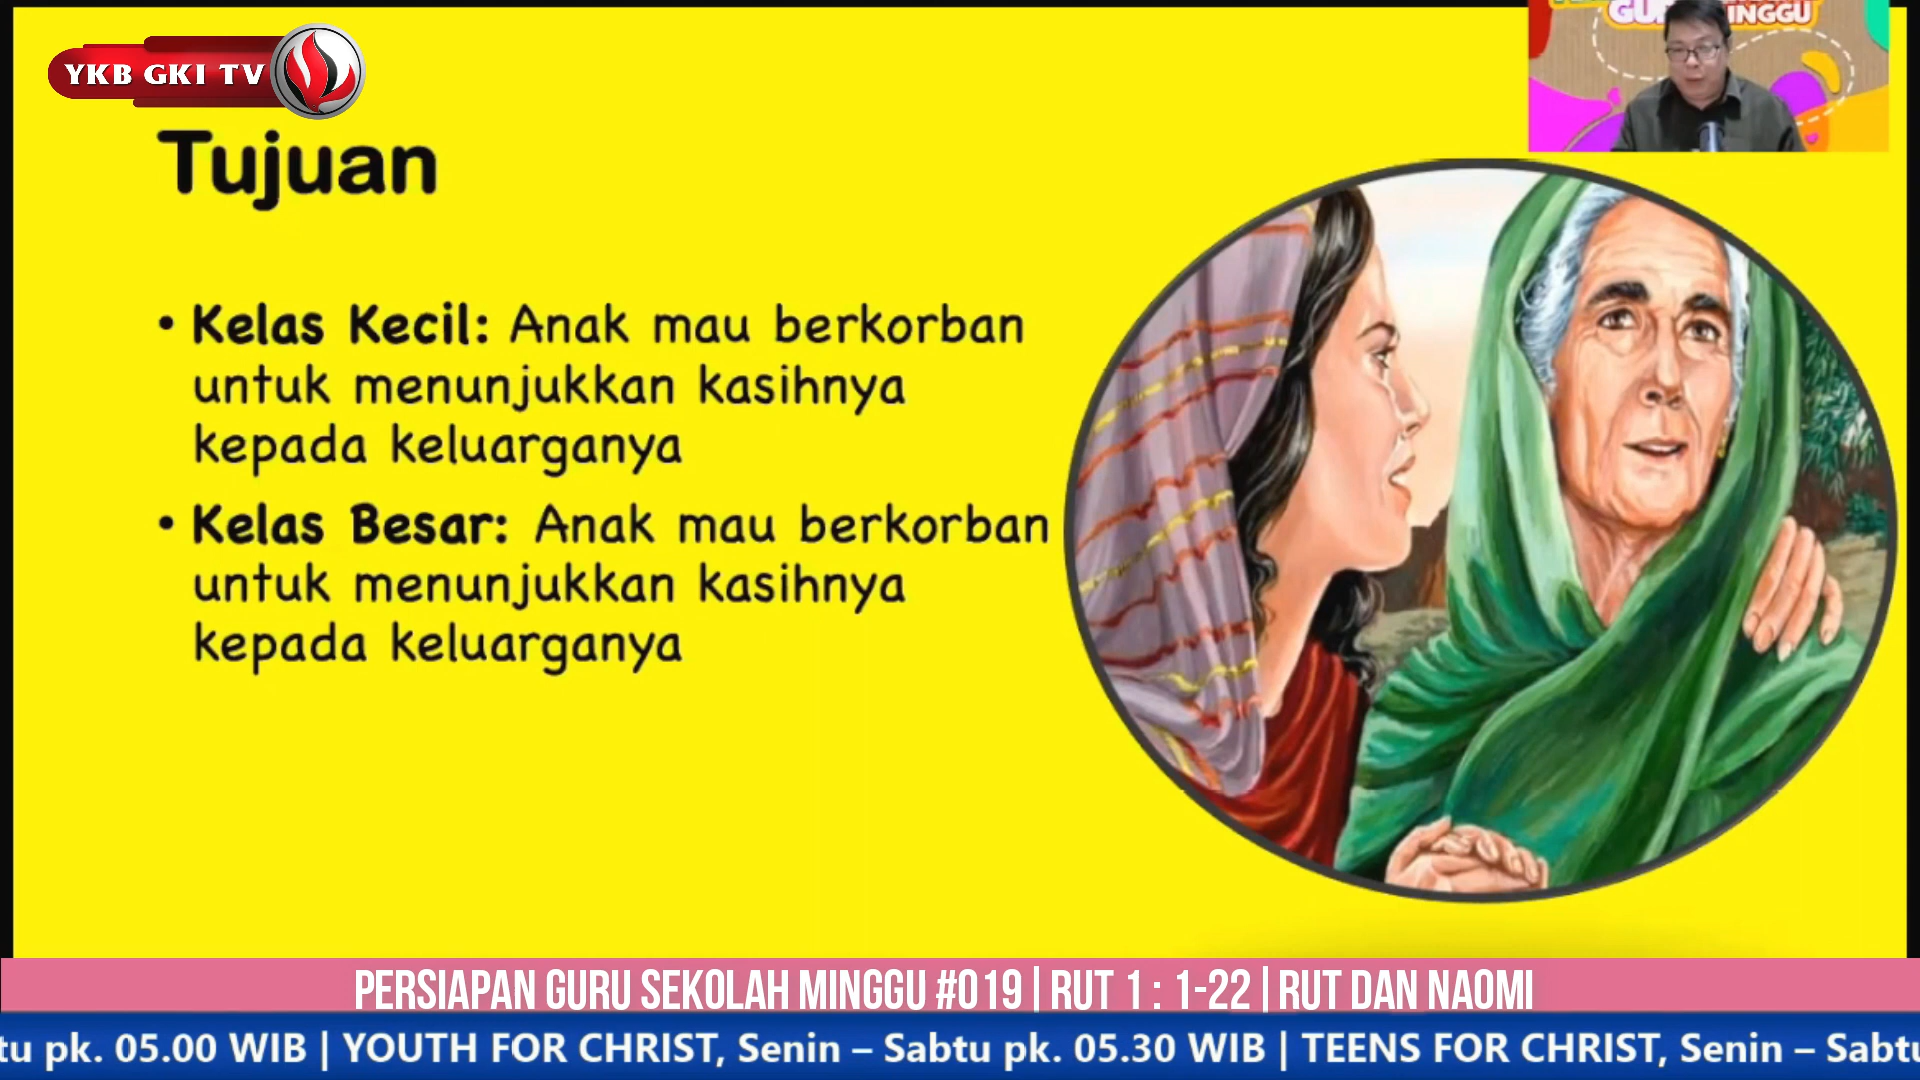 YKB GKI TV
MINGGU
Tujuan
• Kelas Kecil: Anak mau berkorban
untuk menunjukkan kasihnya
kepada keluarganya
• Kelas Besar: Anak mau berkorban
untuk menunjukkan kasihnya
kepada keluarganya
PERSIAPAN GURU SEKOLAH MINGGU #019 | RUT 1 : 1-22 | RUT DAN NAOMI
tu pk. 05.00 WIB | YOUTH FOR CHRIST, Senin – Sabtu pk. 05.30 WIB | TEENS FOR CHRIST, Senin – Sabtu